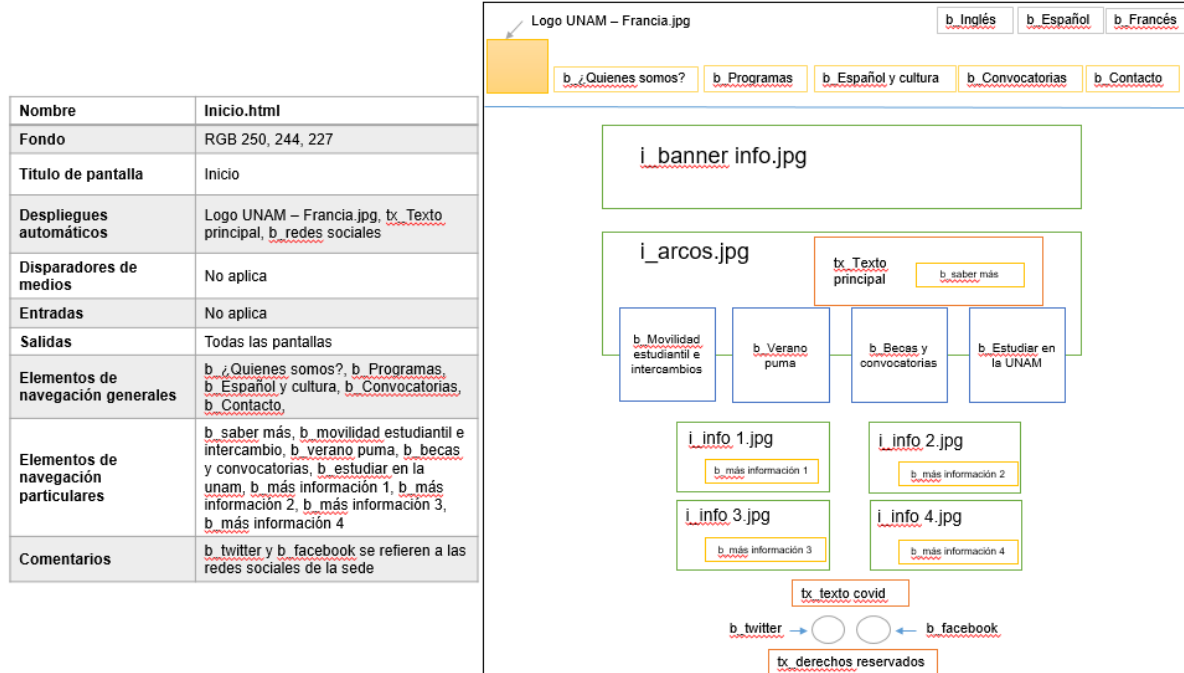 Nombre
Inicio.html
Fondo
RGB 250, 244, 227
Titulo de pantalla
Inicio
Despliegues
automáticos
Logo UNAM – Francia.jpg, tx_Texto
principal, b_redes sociales
Disparadores de
medios
No aplica
Entradas
No aplica
Salidas
Todas las pantallas
Elementos de
navegación generales
b_¿Quienes somos?, b_Programas,
b_Español y cultura, b_Convocatorias,
b_Contacto,
Elementos de
navegación
particulares
b_saber más, b_movilidad estudiantil e
intercambio, b_verano puma, b_becas
y convocatorias, b_estudiar en la
unam, b_más información 1, b_más
información 2, b_más información 3,
b_más información 4
Comentarios
b_twitter y b_facebook se refieren a las
redes sociales de la sede
Logo UNAM – Francia.jpg
b_Inglés
b_Español
b_Francés
b_¿Quienes somos?
b_Programas
b_Español y cultura
b_Convocatorias
b_Contacto
i_banner info.jpg
i_arcos.jpg
tx_Texto
principal
b_saber más
b_Movilidad
estudiantil e
intercambios
b_Verano
puma
b_Becas y
convocatorias
b_Estudiar en
la UNAM
i_info 1.jpg
b_más información 1
i_info 2.jpg
b_más información 2
i_info 3.jpg
b_más información 3
i_info 4.jpg
b_más información 4
tx_texto covid
b_twitter
b_facebook
tx_derechos reservados